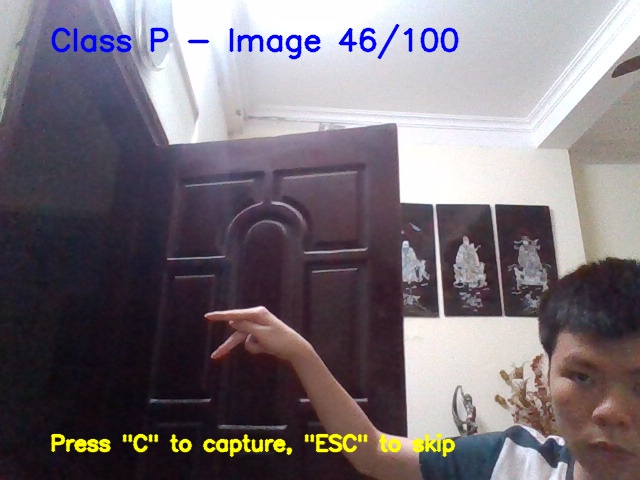 Class P - Image 46/100
Press "C" to capture, "ESC" to skip